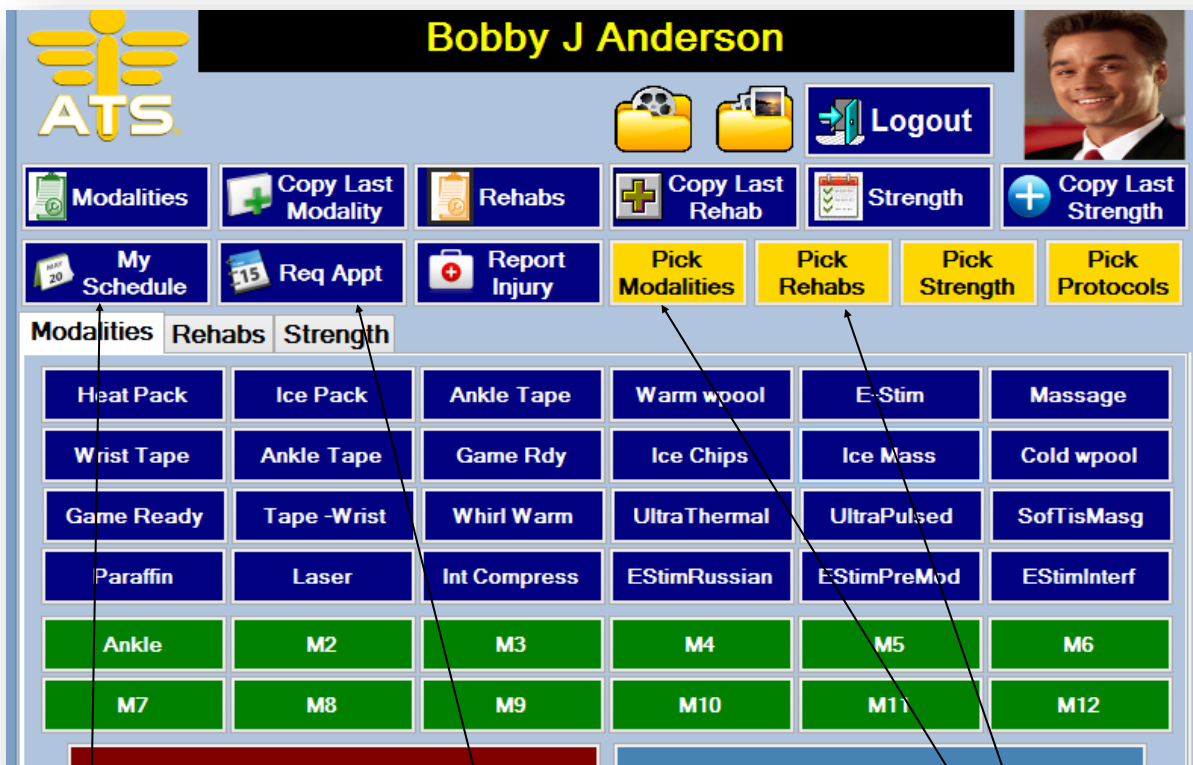 Bobby J Anderson
ATS
Logout
Modalities
Copy Last
Modality
Rehabs
Copy Last
Rehab
Strength
Copy Last
Strength
MAY
20
My
Schedule
15
Req Appt
Report
Injury
Pick
Modalities
Pick
Rehabs
Pick
Strength
Pick
Protocols
Modalities Rehabs Strength
Heat Pack Ice Pack Ankle Tape Warm wpool E-Stim Massage
Wrist Tape Ankle Tape Game Rdy Ice Chips Ice Mass Cold wpool
Game Ready Tape -Wrist Whirl Warm UltraThermal UltraPulsed SofTisMasg
Paraffin Laser Int Compress EStimRussian EStimPreMod EStimInterf
Ankle M2 M3 M4 M5 M6
M7 M8 M9 M10 M11 M12